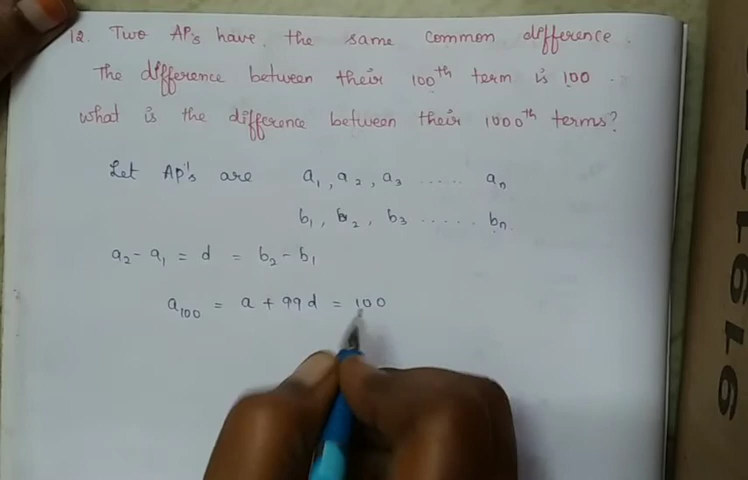 12. Two AP's have the same common difference.
The difference between their 100th term is 100.
what is the difference between their 1000th terms?
Let AP's are a1, a2, a3 ..... an
b1, b2, b3 ..... bn.
a2 - a1 = d = b2 - b1
a100 = a + 99d = 100